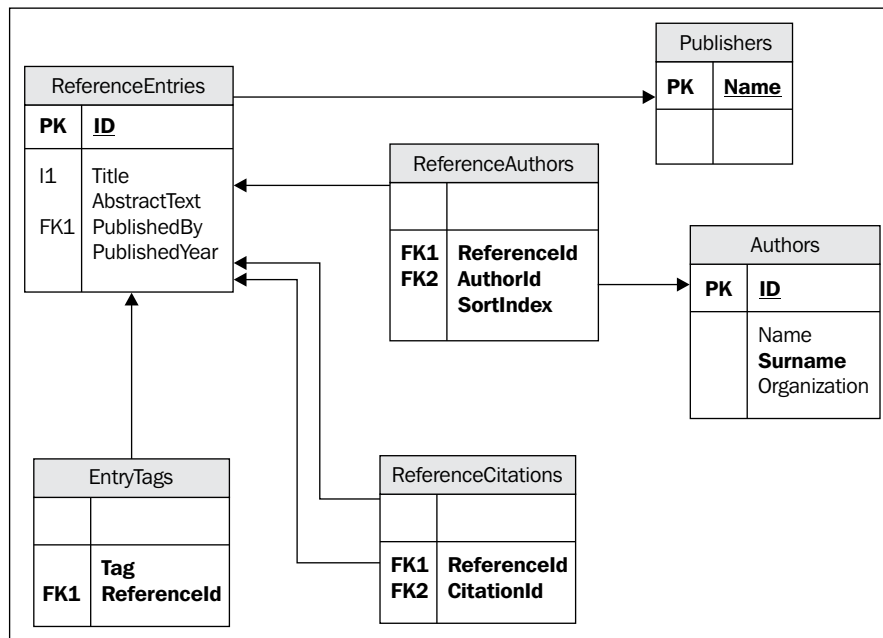 ReferenceEntries
PK ID
I1 Title
AbstractText
FK1 PublishedBy
PublishedYear
Publishers
PK Name
ReferenceAuthors
FK1 ReferenceId
FK2 AuthorId
SortIndex
Authors
PK ID
Name
Surname
Organization
EntryTags
Tag
FK1 ReferenceId
ReferenceCitations
FK1 ReferenceId
FK2 CitationId